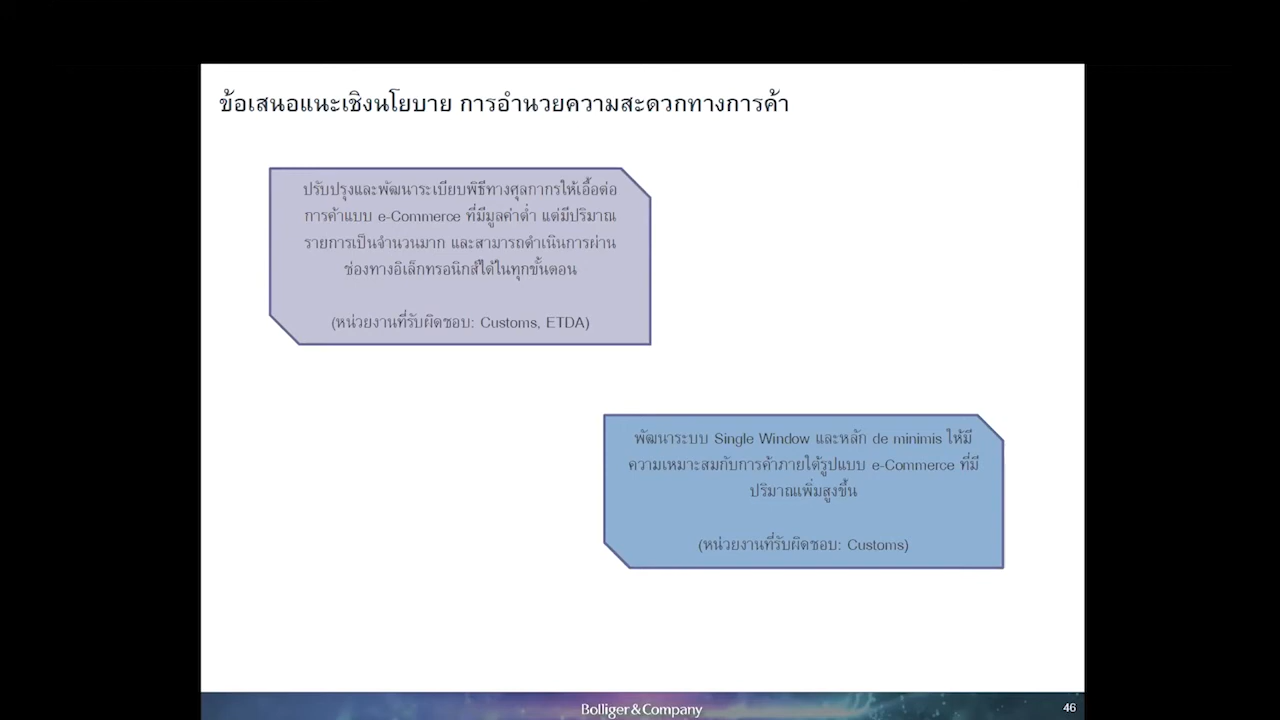 ข้อเสนอแนะเชิงนโยบาย การอำนวยความสะดวกทางการค้า
ปรับปรุงและพัฒนาระเบียบพิธีทางศุลกากรให้เอื้อต่อ
การค้าแบบ e-Commerce ที่มีมูลค่าต่ำ แต่มีปริมาณ
รายการเป็นจำนวนมาก และสามารถดำเนินการผ่าน
ช่องทางอิเล็กทรอนิกส์ได้ในทุกขั้นตอน
(หน่วยงานที่รับผิดชอบ: Customs, ETDA)
พัฒนาระบบ Single Window และหลัก de minimis ให้มี
ความเหมาะสมกับการค้าภายใต้รูปแบบ e-Commerce ที่มี
ปริมาณเพิ่มสูงขึ้น
(หน่วยงานที่รับผิดชอบ: Customs)
Bolliger & Company
46